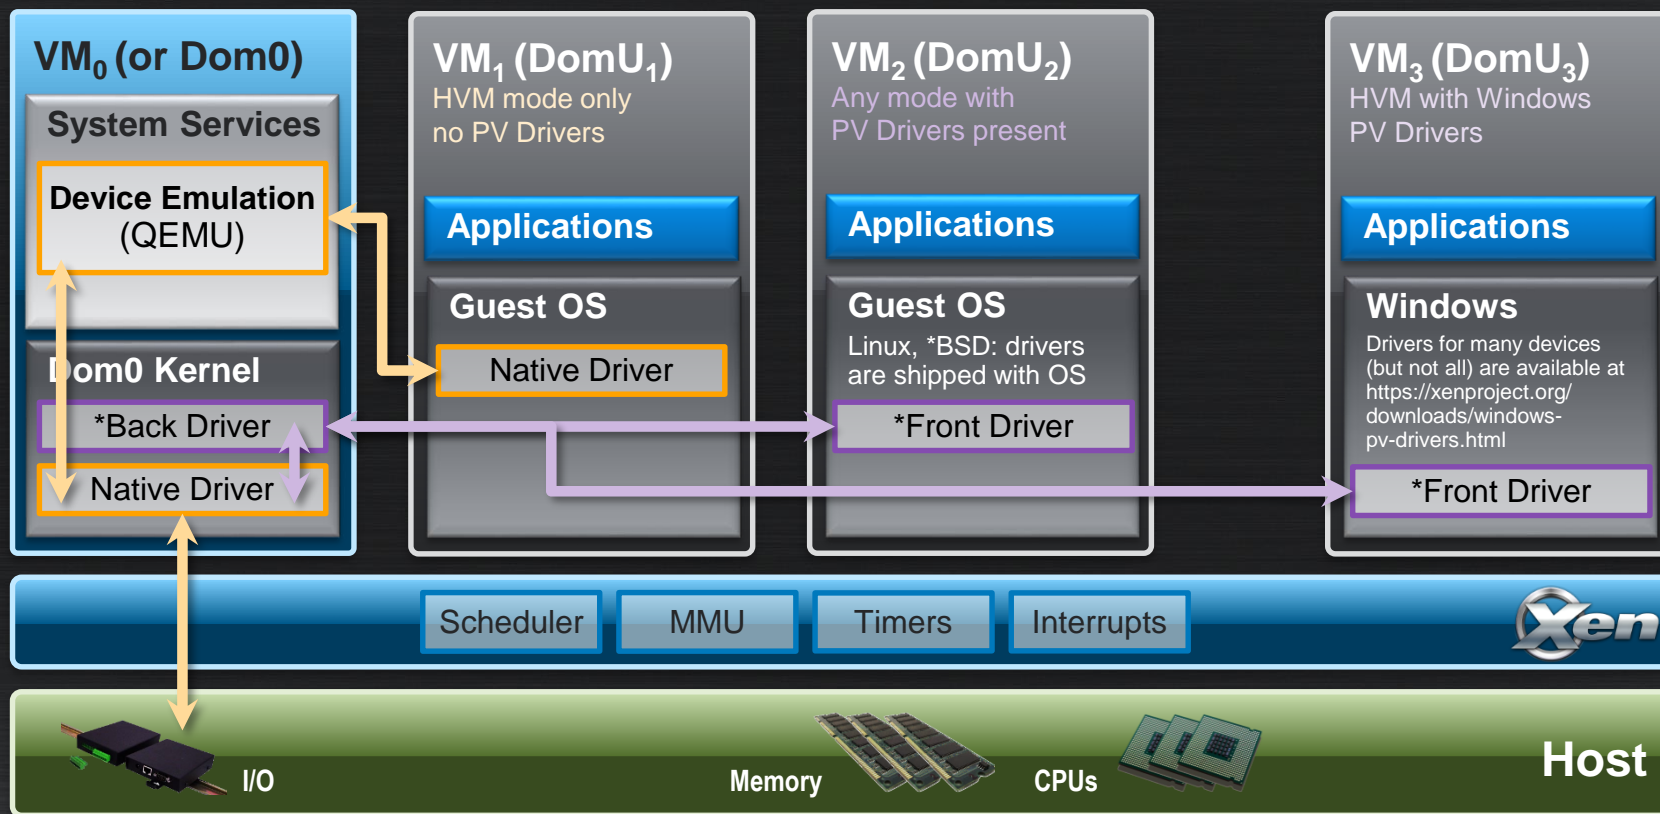 VM0 (or Dom0)
System Services
Device Emulation
(QEMU)
Dom0 Kernel
*Back Driver
Native Driver
VM1 (DomU1)
HVM mode only
no PV Drivers
Applications
Guest OS
Native Driver
VM2 (DomU2)
Any mode with
PV Drivers present
Applications
Guest OS
Linux, *BSD: drivers
are shipped with OS
*Front Driver
VM3 (DomU3)
HVM with Windows
PV Drivers
Applications
Windows
Drivers for many devices
(but not all) are available at
https://xenproject.org/
downloads/windows-
pv-drivers.html
*Front Driver
Scheduler
MMU
Timers
Interrupts
Xen
I/O
Memory
CPUs
Host